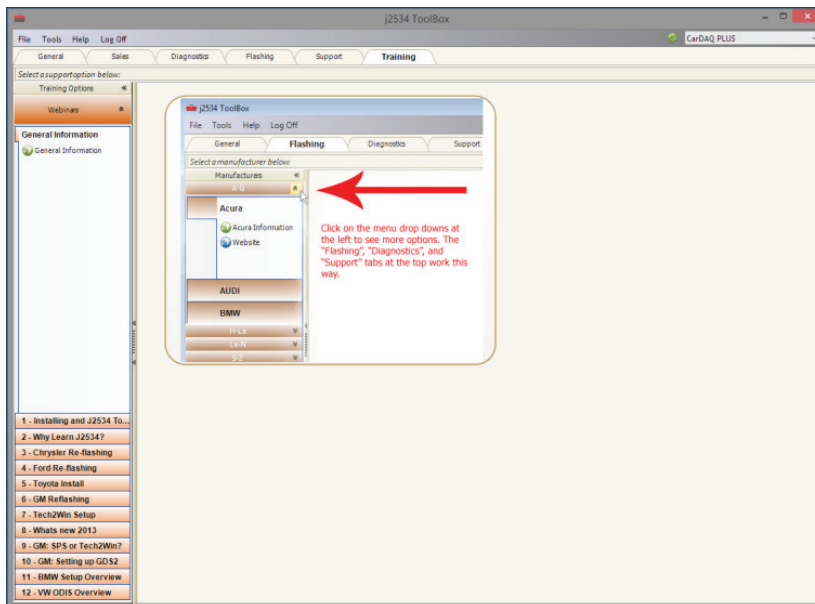 j2534 ToolBox
File Tools Help Log Off
CarDAQ PLUS
General Sales Diagnostics Flashing Support Training
Select a support option below:
Training Options
Webinars
General Information
General Information
1 - Installing and J2534 To...
2 - Why Learn J2534?
3 - Chrysler Re-flashing
4 - Ford Re-flashing
5 - Toyota Install
6 - GM Reflashing
7 - Tech2Win Setup
8 - Whats new 2013
9 - GM: SPS or Tech2Win?
10 - GM: Setting up GDS2
11 - BMW Setup Overview
12 - VW ODIS Overview
j2534 ToolBox
File Tools Help Log Off
General Flashing Diagnostics Support
Select a manufacturer below:
Manufacturers
A-G
Acura
Acura Information
Website
AUDI
BMW
H-La
Le-N
S-Z
Click on the menu drop downs at
the left to see more options. The
"Flashing", "Diagnostics", and
"Support" tabs at the top work this
way.